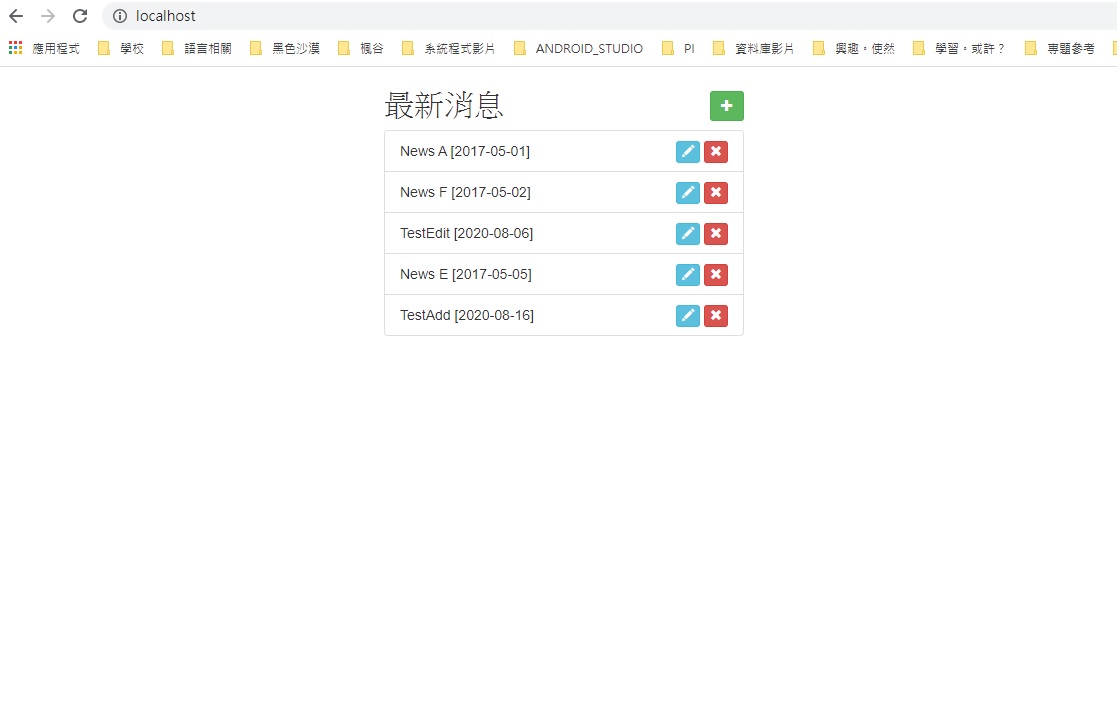 localhost
應用程式 學校 語言相關 黑色沙漠 楓谷 系統程式影片 ANDROID_STUDIO PI 資料庫影片 興趣。使然 學習。或許？ 專題參考
最新消息
News A [2017-05-01]
News F [2017-05-02]
TestEdit [2020-08-06]
News E [2017-05-05]
TestAdd [2020-08-16]